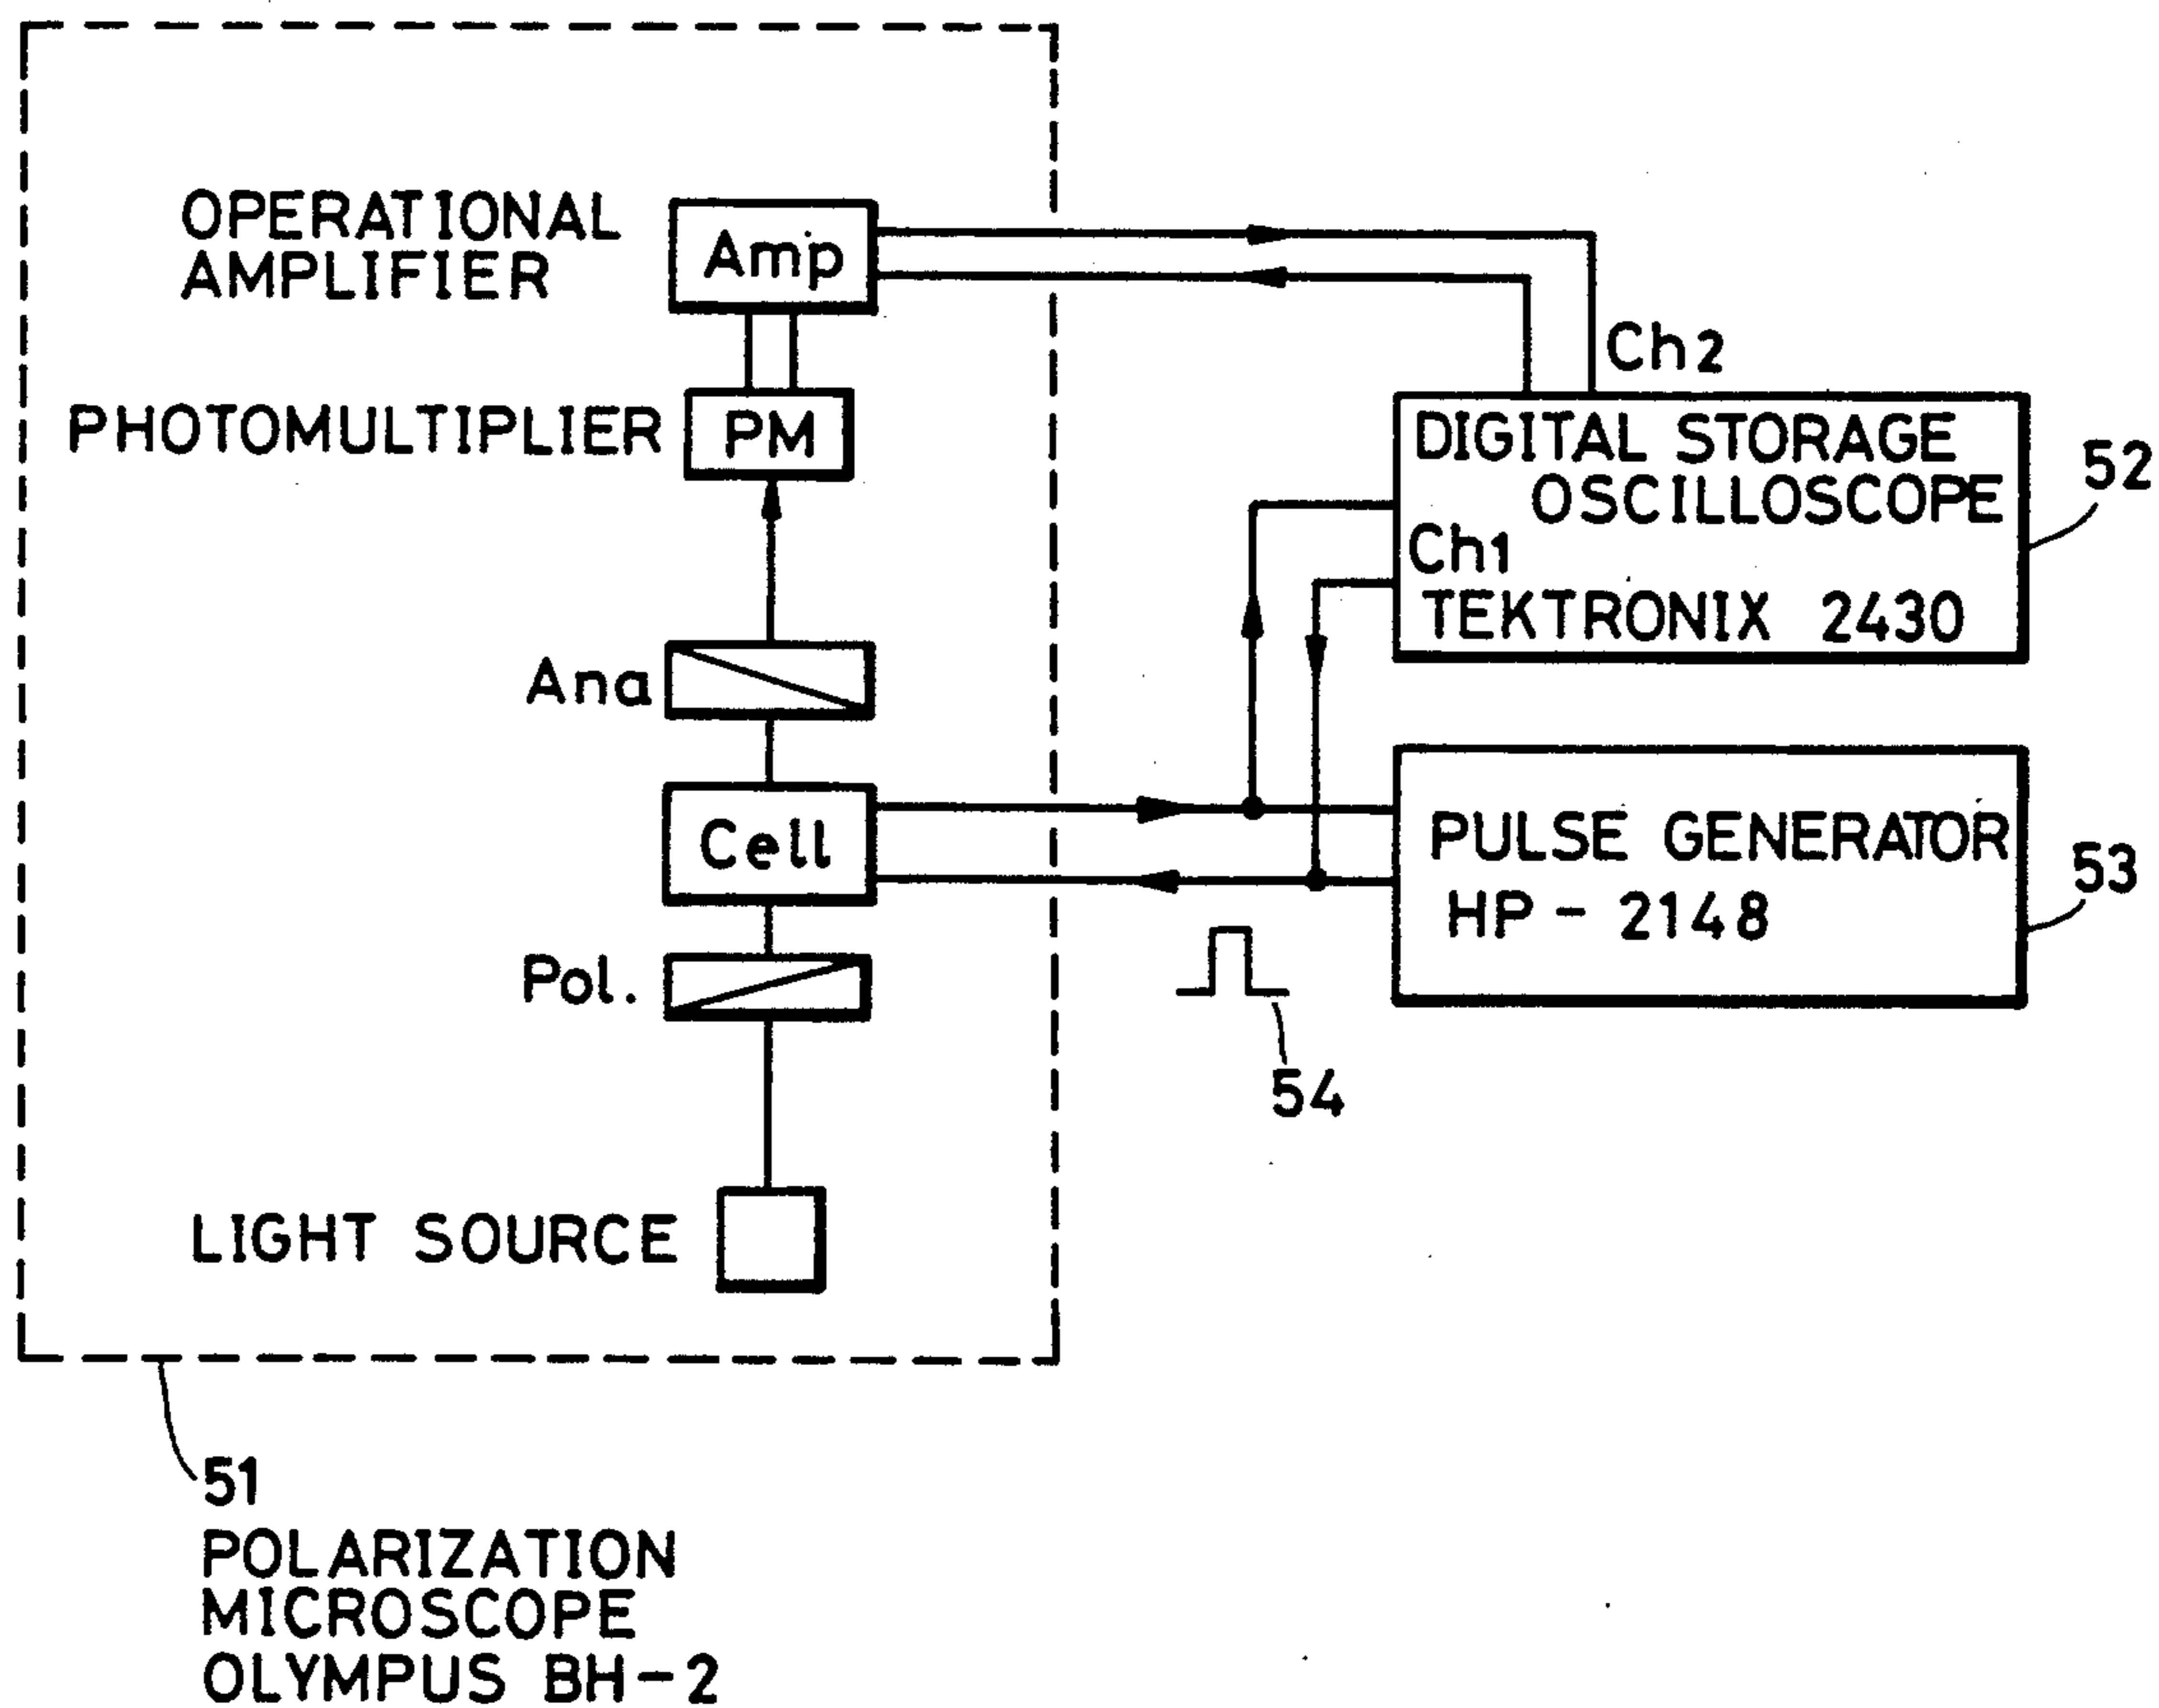 OPERATIONAL
AMPLIFIER
Amp
Ch2
PHOTOMULTIPLIER
PM
DIGITAL STORAGE
OSCILLOSCOPE
Ch1
TEKTRONIX 2430
52
Ana
Cell
PULSE GENERATOR
HP - 2148
53
Pol.
54
LIGHT SOURCE
51
POLARIZATION
MICROSCOPE
OLYMPUS BH-2